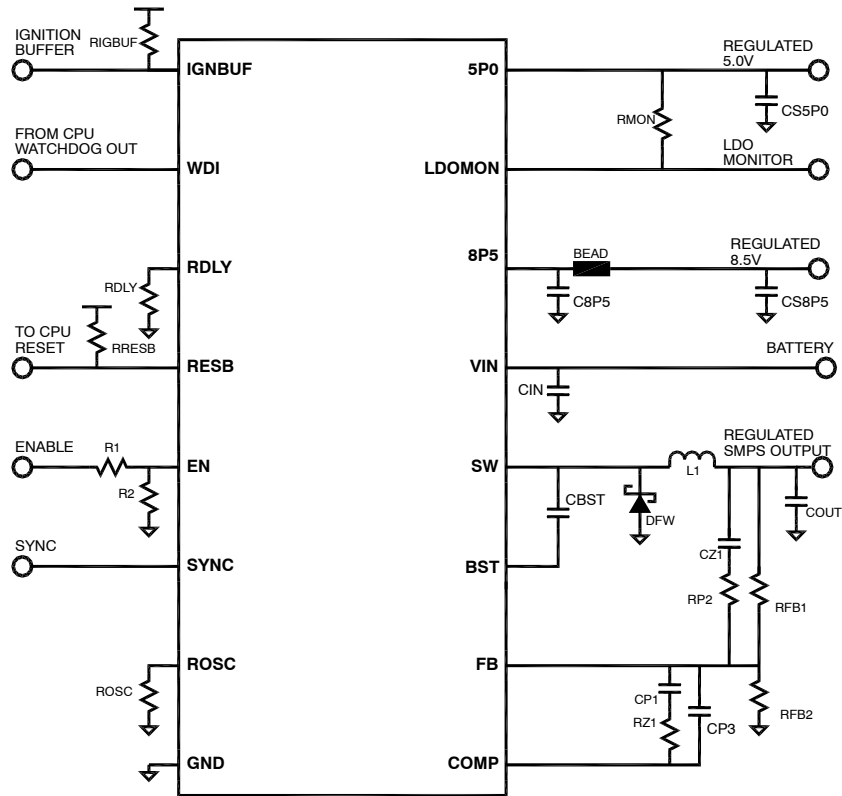 IGNITION
BUFFER
RIGBUF
IGNBUF
FROM CPU
WATCHDOG OUT
WDI
RDLY
RDLY
TO CPU
RESET
RRESB
RESB
ENABLE
R1
EN
R2
SYNC
SYNC
ROSC
ROSC
GND
5P0
REGULATED
5.0V
CS5P0
RMON
LDO
MONITOR
LDOMON
8P5
BEAD
REGULATED
8.5V
C8P5
CS8P5
VIN
BATTERY
CIN
REGULATED
SMPS OUTPUT
SW
L1
CBST
DFW
COUT
CZ1
BST
RP2
RFB1
FB
CP1
RZ1
CP3
RFB2
COMP